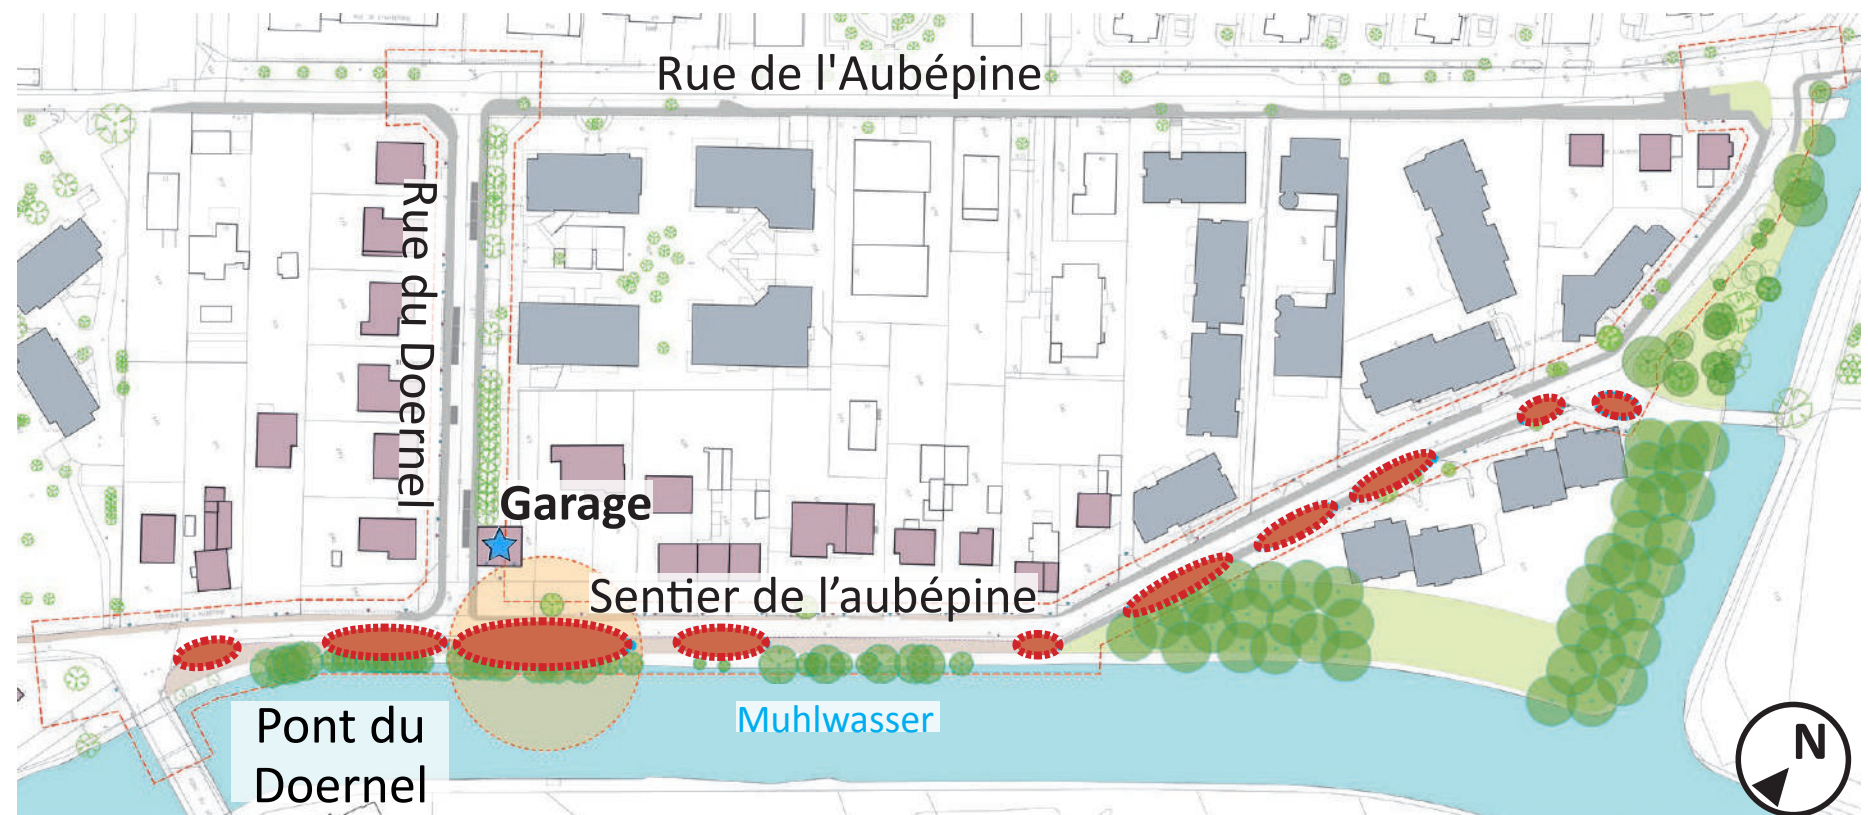 Rue de l'Aubépine
Rue du Doernel
Garage
Sentier de l’aubépine
Muhlwasser
Pont du
Doernel
N